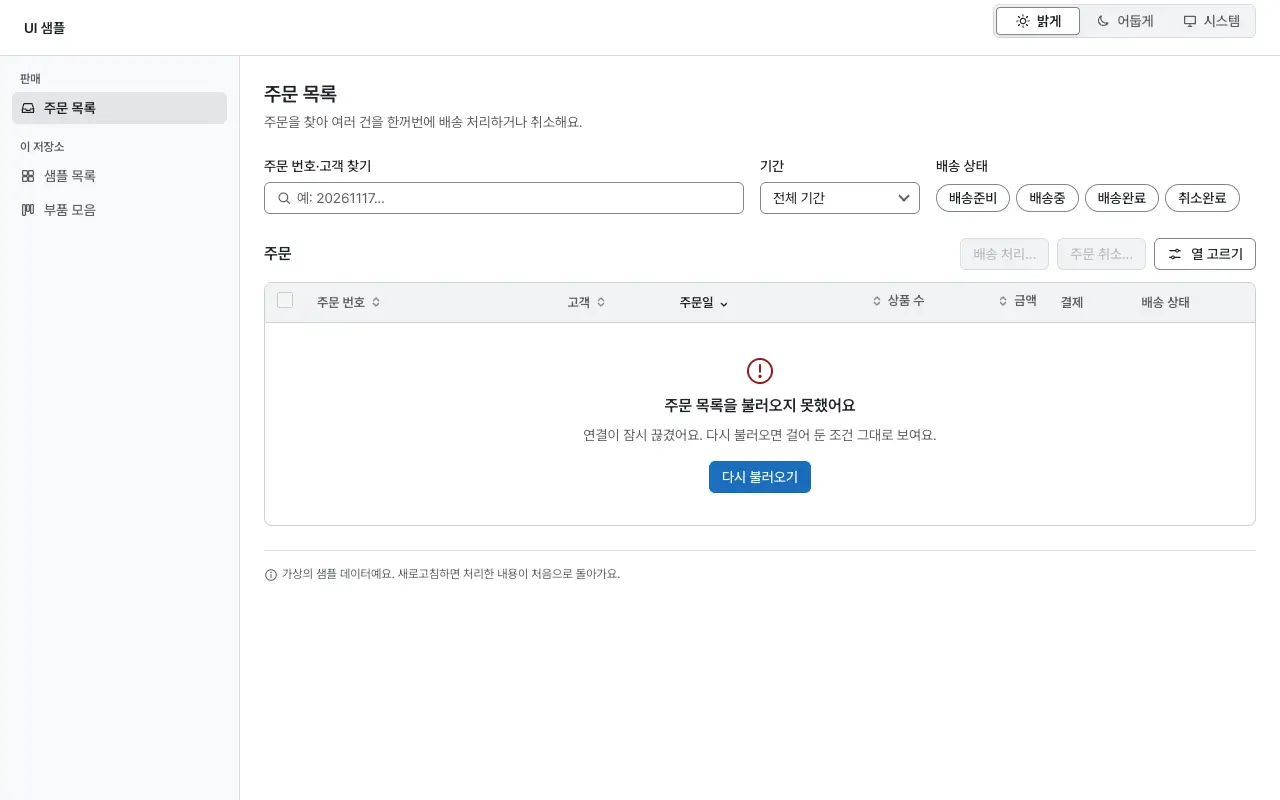 UI 샘플
밝게
어둡게
시스템
판매
주문 목록
이 저장소
샘플 목록
부품 모음
주문 목록
주문을 찾아 여러 건을 한꺼번에 배송 처리하거나 취소해요.
주문 번호·고객 찾기
예: 20261117…
기간
전체 기간
배송 상태
배송준비
배송중
배송완료
취소완료
주문
배송 처리…
주문 취소…
열 고르기
주문 번호
고객
주문일
상품 수
금액
결제
배송 상태
주문 목록을 불러오지 못했어요
연결이 잠시 끊겼어요. 다시 불러오면 걸어 둔 조건 그대로 보여요.
다시 불러오기
가상의 샘플 데이터예요. 새로고침하면 처리한 내용이 처음으로 돌아가요.